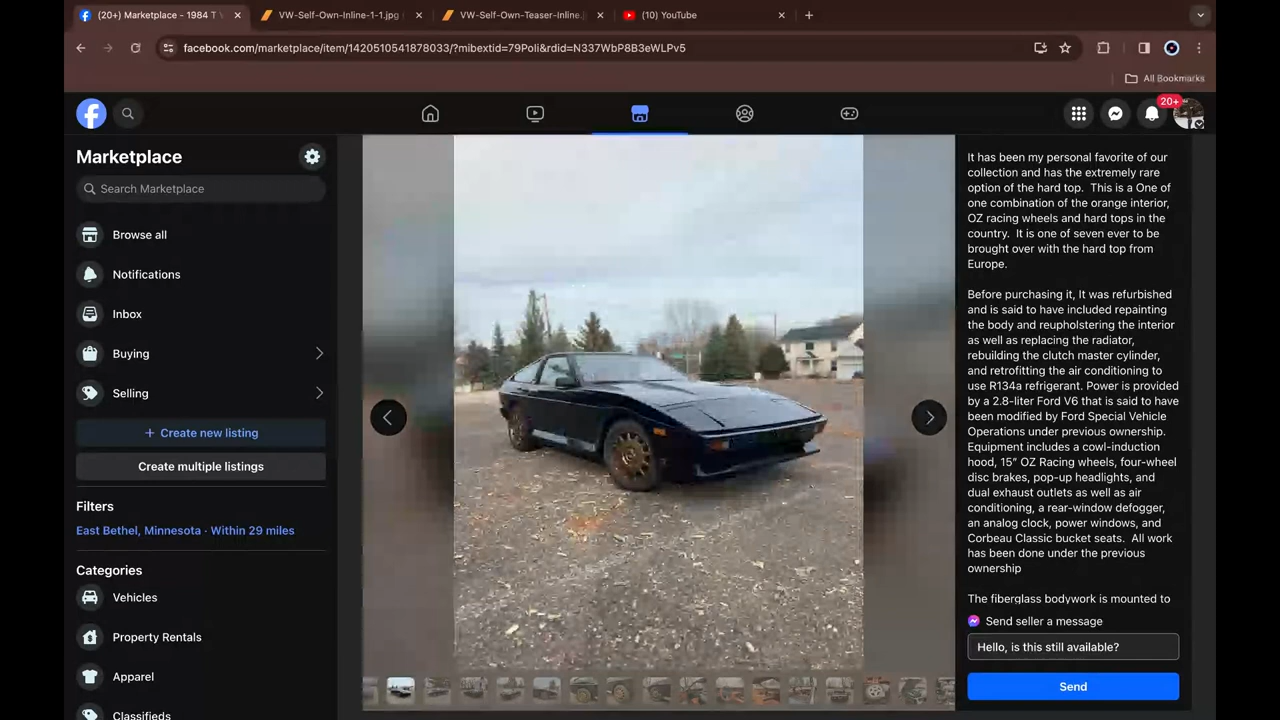 (20+) Marketplace - 1984 T
VW-Self-Own-Inline-1-1.jpg
VW-Self-Own-Teaser-Inline.
(10) YouTube
facebook.com/marketplace/item/1420510541878033/?mibextid=79PoIi&rdid=N337WbP8B3eWLPv5
All Bookmarks
20+
Marketplace
Search Marketplace
Browse all
Notifications
Inbox
Buying
Selling
+ Create new listing
Create multiple listings
Filters
East Bethel, Minnesota · Within 29 miles
Categories
Vehicles
Property Rentals
Apparel
Classifieds
It has been my personal favorite of our
collection and has the extremely rare
option of the hard top. This is a One of
one combination of the orange interior,
OZ racing wheels and hard tops in the
country. It is one of seven ever to be
brought over with the hard top from
Europe.
Before purchasing it, It was refurbished
and is said to have included repainting
the body and reupholstering the interior
as well as replacing the radiator,
rebuilding the clutch master cylinder,
and retrofitting the air conditioning to
use R134a refrigerant. Power is provided
by a 2.8-liter Ford V6 that is said to have
been modified by Ford Special Vehicle
Operations under previous ownership.
Equipment includes a cowl-induction
hood, 15” OZ Racing wheels, four-wheel
disc brakes, pop-up headlights, and
dual exhaust outlets as well as air
conditioning, a rear-window defogger,
an analog clock, power windows, and
Corbeau Classic bucket seats. All work
has been done under the previous
ownership
The fiberglass bodywork is mounted to
Send seller a message
Hello, is this still available?
Send